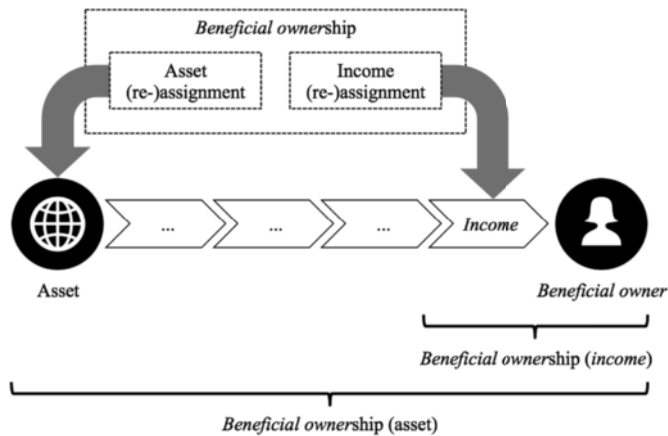 Beneficial ownership
Asset
(re-)assignment
Income
(re-)assignment
...
...
...
Income
Asset
Beneficial owner
Beneficial ownership (income)
Beneficial ownership (asset)